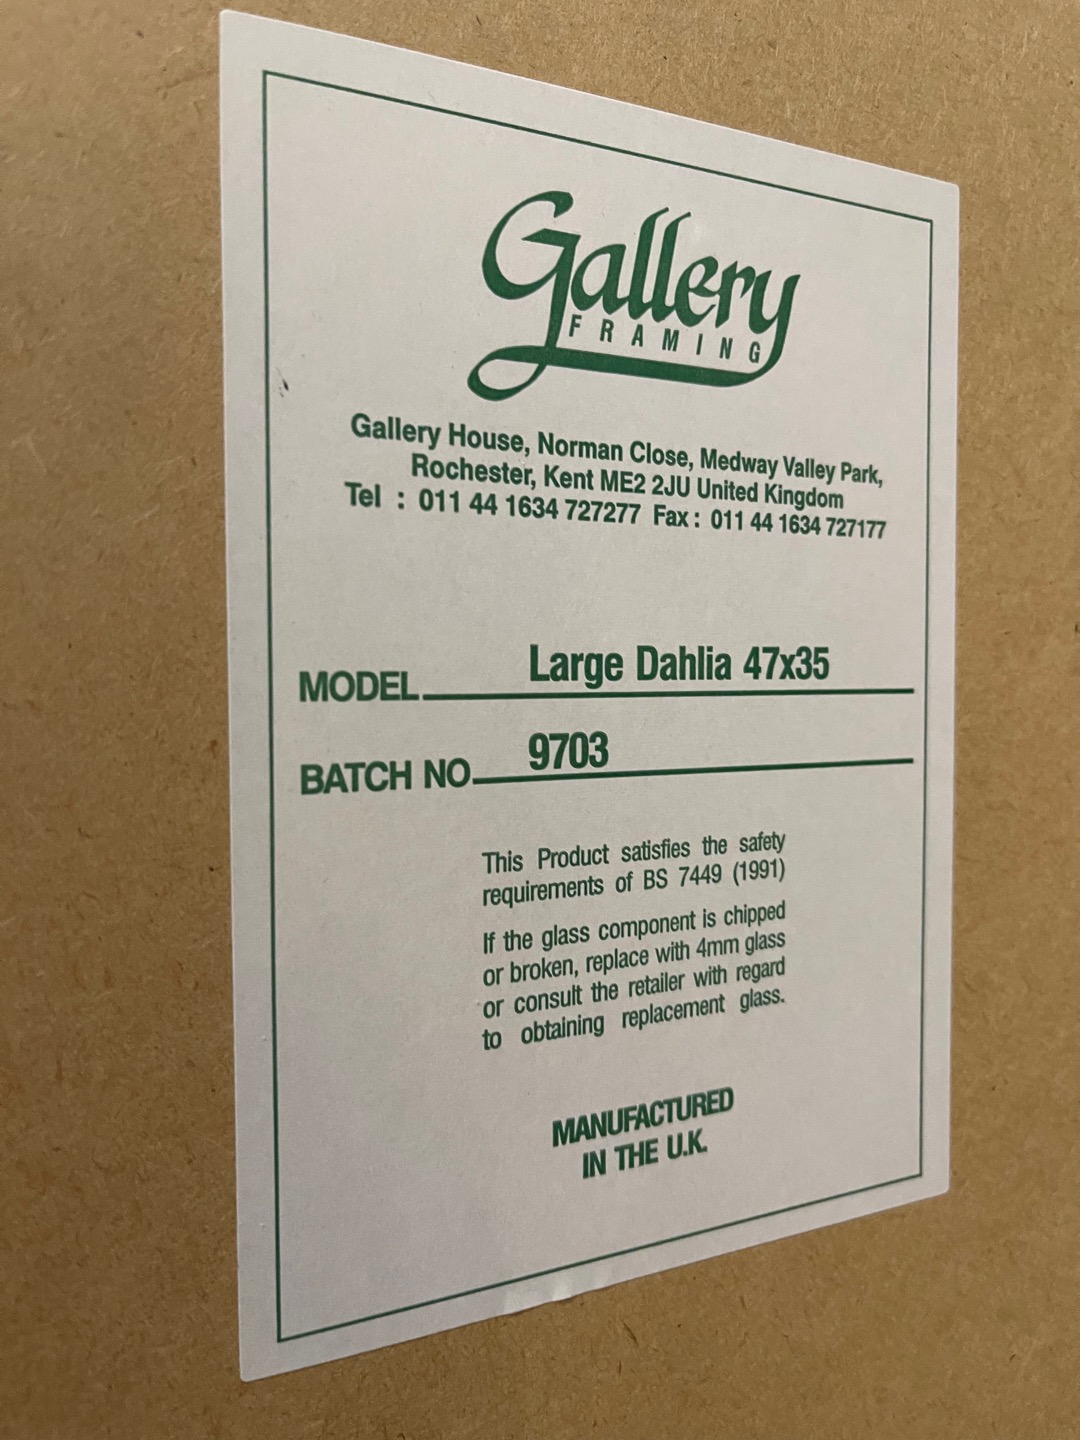 Gallery
FRAMING
Gallery House, Norman Close, Medway Valley Park,
Rochester, Kent ME2 2JU United Kingdom
Tel : 011 44 1634 727277 Fax : 011 44 1634 727177
MODEL Large Dahlia 47x35
BATCH NO 9703
This Product satisfies the safety
requirements of BS 7449 (1991)
If the glass component is chipped
or broken, replace with 4mm glass
or consult the retailer with regard
to obtaining replacement glass.
MANUFACTURED
IN THE U.K.